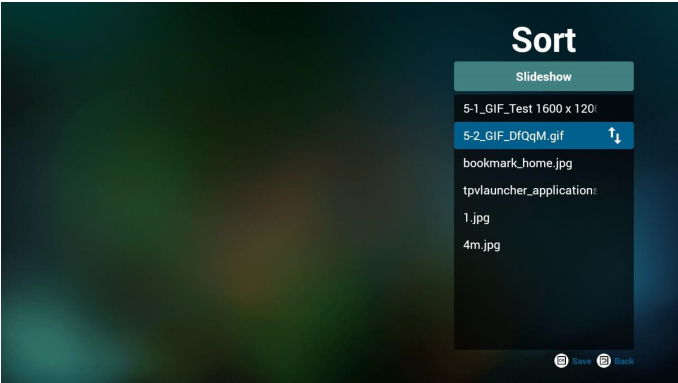 Sort
Slideshow
5-1_GIF_Test 1600 x 120
5-2_GIF_DfQqM.gif
bookmark_home.jpg
tpvlauncher_applications
1.jpg
4m.jpg
Save Back